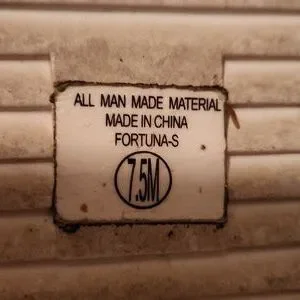 ALL MAN MADE MATERIAL
MADE IN CHINA
FORTUNA-S
7.5M